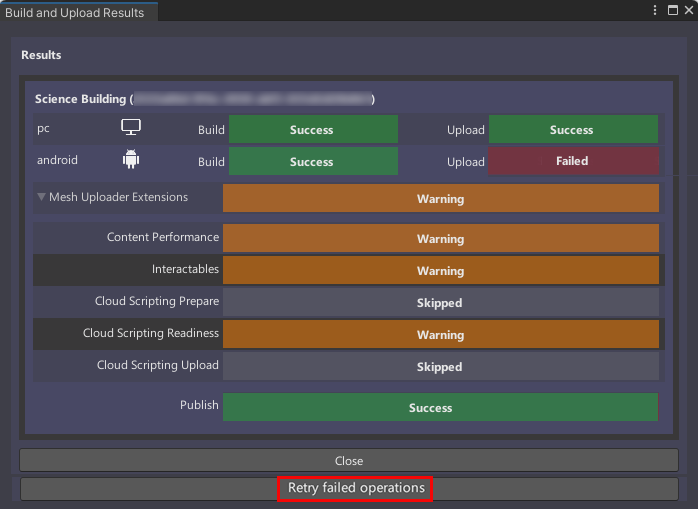 Build and Upload Results
Results
Science Building ( )
pc Build Success Upload Success
android Build Success Upload Failed
Mesh Uploader Extensions Warning
Content Performance Warning
Interactables Warning
Cloud Scripting Prepare Skipped
Cloud Scripting Readiness Warning
Cloud Scripting Upload Skipped
Publish Success
Close
Retry failed operations